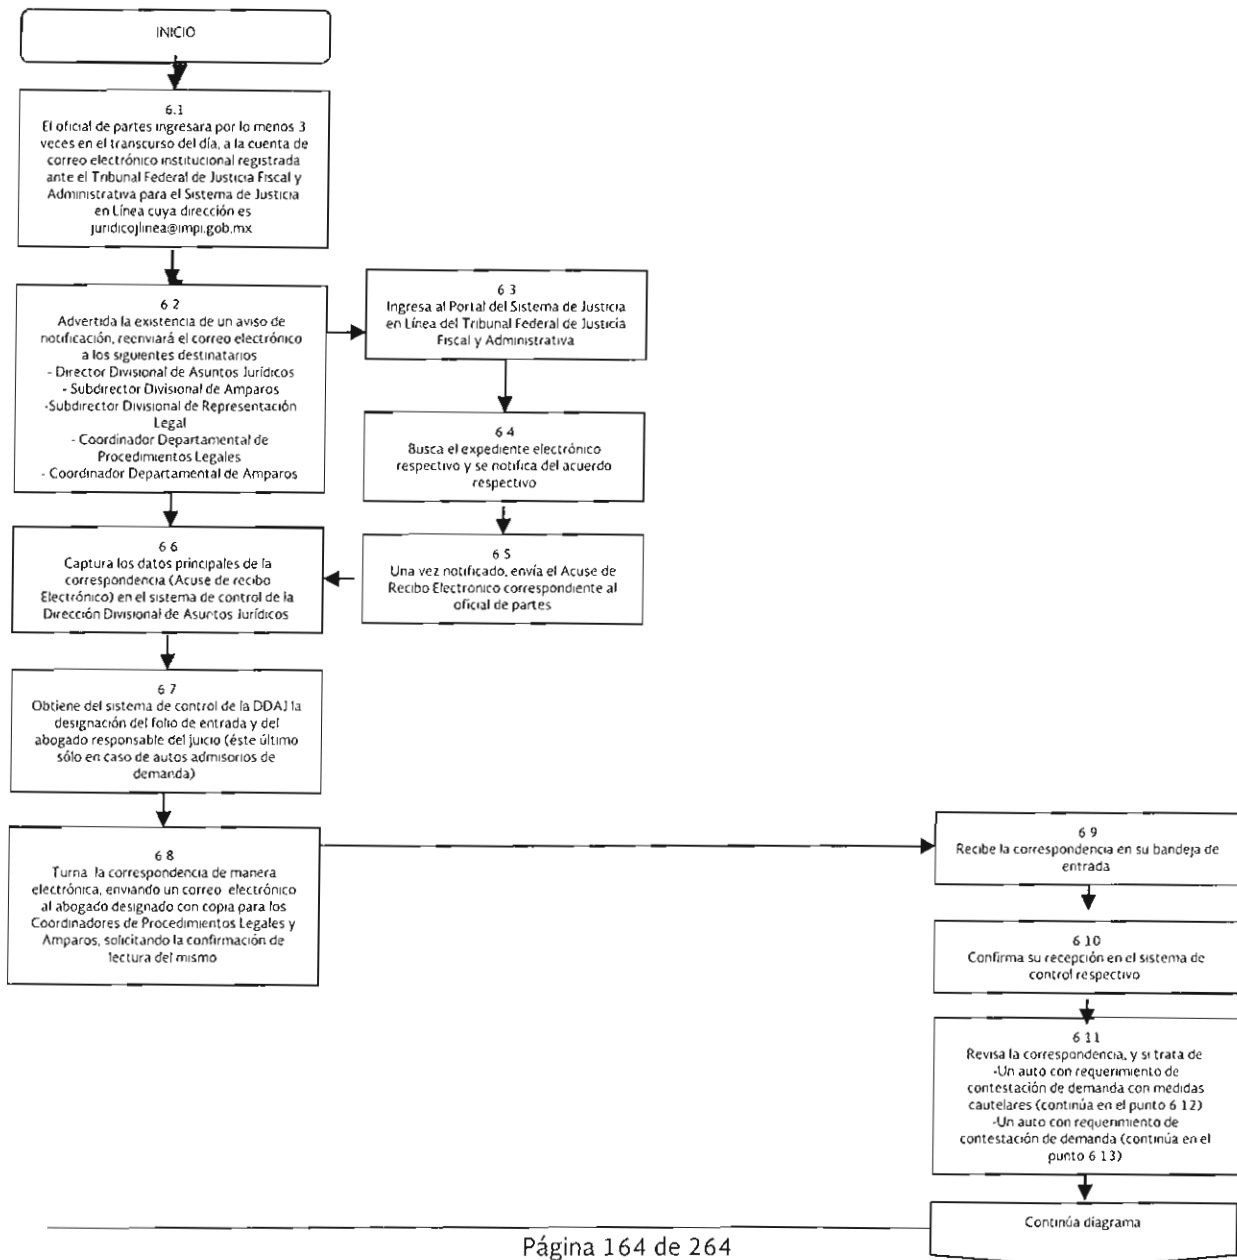 INICIO
6.1
El oficial de partes ingresara por lo menos 3
veces en el transcurso del día, a la cuenta de
correo electrónico institucional registrada
ante el Tribunal Federal de Justicia Fiscal y
Administrativa para el Sistema de Justicia
en Línea cuya dirección es
juridicojlinea@impi.gob.mx
6 2
Advertida la existencia de un aviso de
notificación, reenviará el correo electrónico
a los siguientes destinatarios
- Director Divisional de Asuntos Jurídicos
- Subdirector Divisional de Amparos
-Subdirector Divisional de Representación
Legal
- Coordinador Departamental de
Procedimientos Legales
- Coordinador Departamental de Amparos
6 3
Ingresa al Portal del Sistema de Justicia
en Línea del Tribunal Federal de Justicia
Fiscal y Administrativa
6 4
Busca el expediente electrónico
respectivo y se notifica del acuerdo
respectivo
6 5
Una vez notificado, envía el Acuse de
Recibo Electrónico correspondiente al
oficial de partes
6 6
Captura los datos principales de la
correspondencia (Acuse de recibo
Electrónico) en el sistema de control de la
Dirección Divisional de Asuntos Jurídicos
6 7
Obtiene del sistema de control de la DDAJ la
designación del folio de entrada y del
abogado responsable del juicio (éste último
sólo en caso de autos admisorios de
demanda)
6 8
Turna la correspondencia de manera
electrónica, enviando un correo electrónico
al abogado designado con copia para los
Coordinadores de Procedimientos Legales y
Amparos, solicitando la confirmación de
lectura del mismo
6 9
Recibe la correspondencia en su bandeja de
entrada
6 10
Confirma su recepción en el sistema de
control respectivo
6 11
Revisa la correspondencia, y si trata de
-Un auto con requerimiento de
contestación de demanda con medidas
cautelares (continúa en el punto 6 12)
-Un auto con requerimiento de
contestación de demanda (continúa en el
punto 6 13)
Continúa diagrama
Página 164 de 264